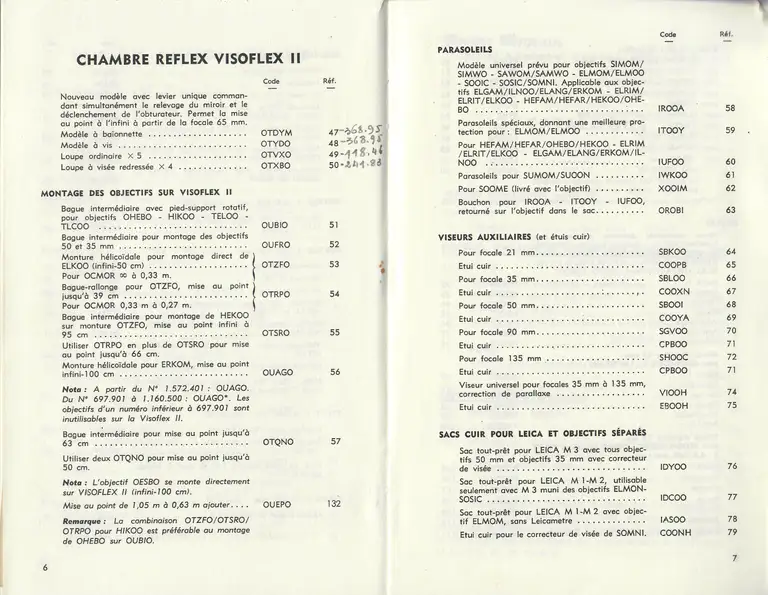 CHAMBRE REFLEX VISOFLEX II
Code Réf.
Nouveau modèle avec levier unique comman-
dant simultanément le relevage du miroir et le
déclenchement de l'obturateur. Permet la mise
au point à l'infini à partir de la focale 65 mm.
Modèle à baïonnette .................... OTDYM 47-368.95
Modèle à vis .......................... OTYDO 48-368.95
Loupe ordinaire × 5 .................... OTVXO 49-118.46
Loupe à visée redressée × 4 .............. OTXBO 50-241.88
MONTAGE DES OBJECTIFS SUR VISOFLEX II
Bague intermédiaire avec pied-support rotatif,
pour objectifs OHEBO - HIKOO - TELOO -
TLCOO .............................. OUBIO 51
Bague intermédiaire pour montage des objectifs
50 et 35 mm .......................... OUFRO 52
Monture hélicoïdale pour montage direct de
ELKOO (infini-50 cm) .................... OTZFO 53
Pour OCMOR ∞ à 0,33 m.
Bague-rallonge pour OTZFO, mise au point
jusqu'à 39 cm ......................... OTRPO 54
Pour OCMOR 0,33 m à 0,27 m.
Bague intermédiaire pour montage de HEKOO
sur monture OTZFO, mise au point infini à
95 cm ............................... OTSRO 55
Utiliser OTRPO en plus de OTSRO pour mise
au point jusqu'à 66 cm.
Monture hélicoïdale pour ERKOM, mise au point
infini-100 cm .......................... OUAGO 56
Nota : A partir du N° 1.572.401 : OUAGO.
Du N° 697.901 à 1.160.500 : OUAGO*. Les
objectifs d'un numéro inférieur à 697.901 sont
inutilisables sur la Visoflex II.
Bague intermédiaire pour mise au point jusqu'à
63 cm ............................... OTQNO 57
Utiliser deux OTQNO pour mise au point jusqu'à
50 cm.
Nota : L'objectif OESBO se monte directement
sur VISOFLEX II (infini-100 cm).
Mise au point de 1,05 m à 0,63 m ajouter.... OUEPO 132
Remarque : La combinaison OTZFO/OTSRO/
OTRPO pour HIKOO est préférable au montage
de OHEBO sur OUBIO.
6
Code Réf.
PARASOLEILS
Modèle universel prévu pour objectifs SIMOM/
SIMWO - SAWOM/SAMWO - ELMOM/ELMOO
- SOOIC - SOSIC/SOMNI. Applicable aux objec-
tifs ELGAM/ILNOO/ELANG/ERKOM - ELRIM/
ELRIT/ELKOO - HEFAM/HEFAR/HEKOO/OHE-
BO ................................ IROOA 58
Parasoleils spéciaux, donnant une meilleure pro-
tection pour : ELMOM/ELMOO ............ ITOOY 59
Pour HEFAM/HEFAR/OHEBO/HEKOO - ELRIM
/ELRIT/ELKOO - ELGAM/ELANG/ERKOM/IL-
NOO ................................ IUFOO 60
Parasoleils pour SUMOM/SUOON .......... IWKOO 61
Pour SOOME (livré avec l'objectif) .......... XOOIM 62
Bouchon pour IROOA - ITOOY - IUFOO,
retourné sur l'objectif dans le sac.......... OROBI 63
VISEURS AUXILIAIRES (et étuis cuir)
Pour focale 21 mm...................... SBKOO 64
Etui cuir .............................. COOPB 65
Pour focale 35 mm...................... SBLOO 66
Etui cuir .............................. COOXN 67
Pour focale 50 mm...................... SBOOI 68
Etui cuir .............................. COOYA 69
Pour focale 90 mm...................... SGVOO 70
Etui cuir .............................. CPBOO 71
Pour focale 135 mm .................... SHOOC 72
Etui cuir .............................. CPBOO 71
Viseur universel pour focales 35 mm à 135 mm,
correction de parallaxe .................. VIOOH 74
Etui cuir .............................. EBOOH 75
SACS CUIR POUR LEICA ET OBJECTIFS SÉPARÉS
Sac tout-prêt pour LEICA M 3 avec tous objec-
tifs 50 mm et objectifs 35 mm avec correcteur
de visée .............................. IDYOO 76
Sac tout-prêt pour LEICA M 1-M 2, utilisable
seulement avec M 3 muni des objectifs ELMON-
SOSIC ................................ IDCOO 77
Sac tout-prêt pour LEICA M 1-M 2 avec objec-
tif ELMOM, sans Leicametre .............. IASOO 78
Etui cuir pour le correcteur de visée de SOMNI. COONH 79
7